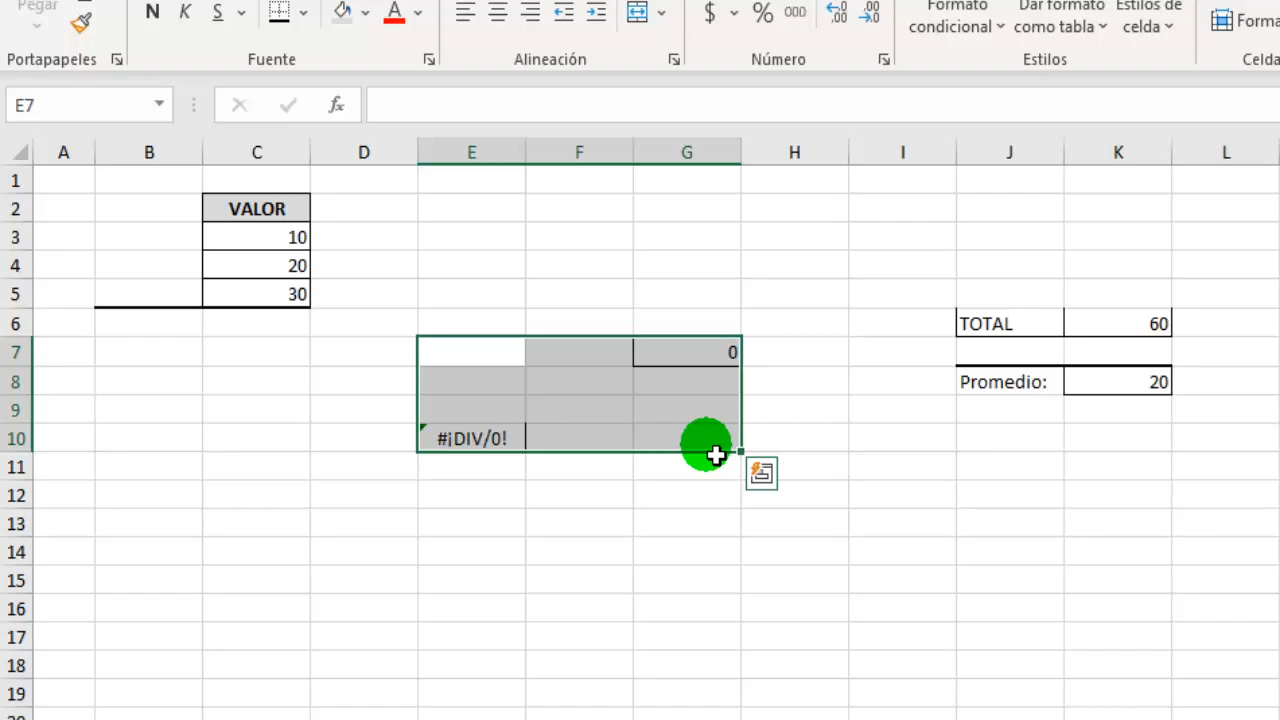 Pegar
N K S
A
$ % 000
Formato condicional
Dar formato como tabla
Estilos de celda
Forma
Portapapeles
Fuente
Alineación
Número
Estilos
Celda
E7
fx
A B C D E F G H I J K L
1
2 VALOR
3 10
4 20
5 30
6 TOTAL 60
7 0
8 Promedio: 20
9
10 #¡DIV/0!
11
12
13
14
15
16
17
18
19